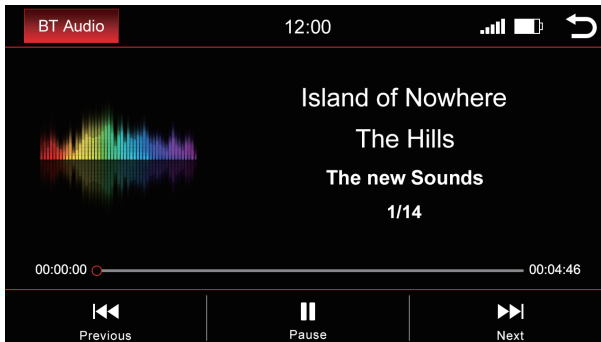 BT Audio 12:00
Island of Nowhere
The Hills
The new Sounds
1/14
00:00:00 00:04:46
Previous Pause Next